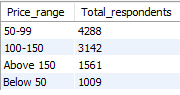 Price_range Total_respondents
50-99 4288
100-150 3142
Above 150 1561
Below 50 1009